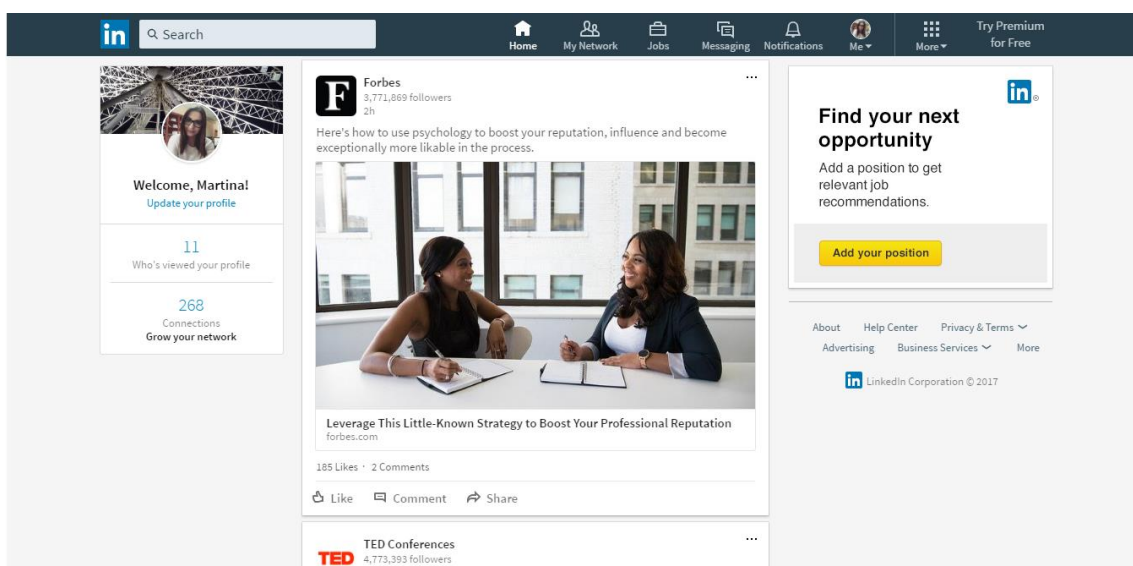 in
Search
Home
My Network
Jobs
Messaging
Notifications
Me
More
Try Premium
for Free
Welcome, Martina!
Update your profile
11
Who's viewed your profile
268
Connections
Grow your network
F
Forbes
3,771,869 followers
2h
Here's how to use psychology to boost your reputation, influence and become
exceptionally more likable in the process.
Leverage This Little-Known Strategy to Boost Your Professional Reputation
forbes.com
185 Likes · 2 Comments
Like
Comment
Share
TED
TED Conferences
4,773,393 followers
in
Find your next
opportunity
Add a position to get
relevant job
recommendations.
Add your position
About Help Center Privacy & Terms
Advertising Business Services More
in LinkedIn Corporation © 2017